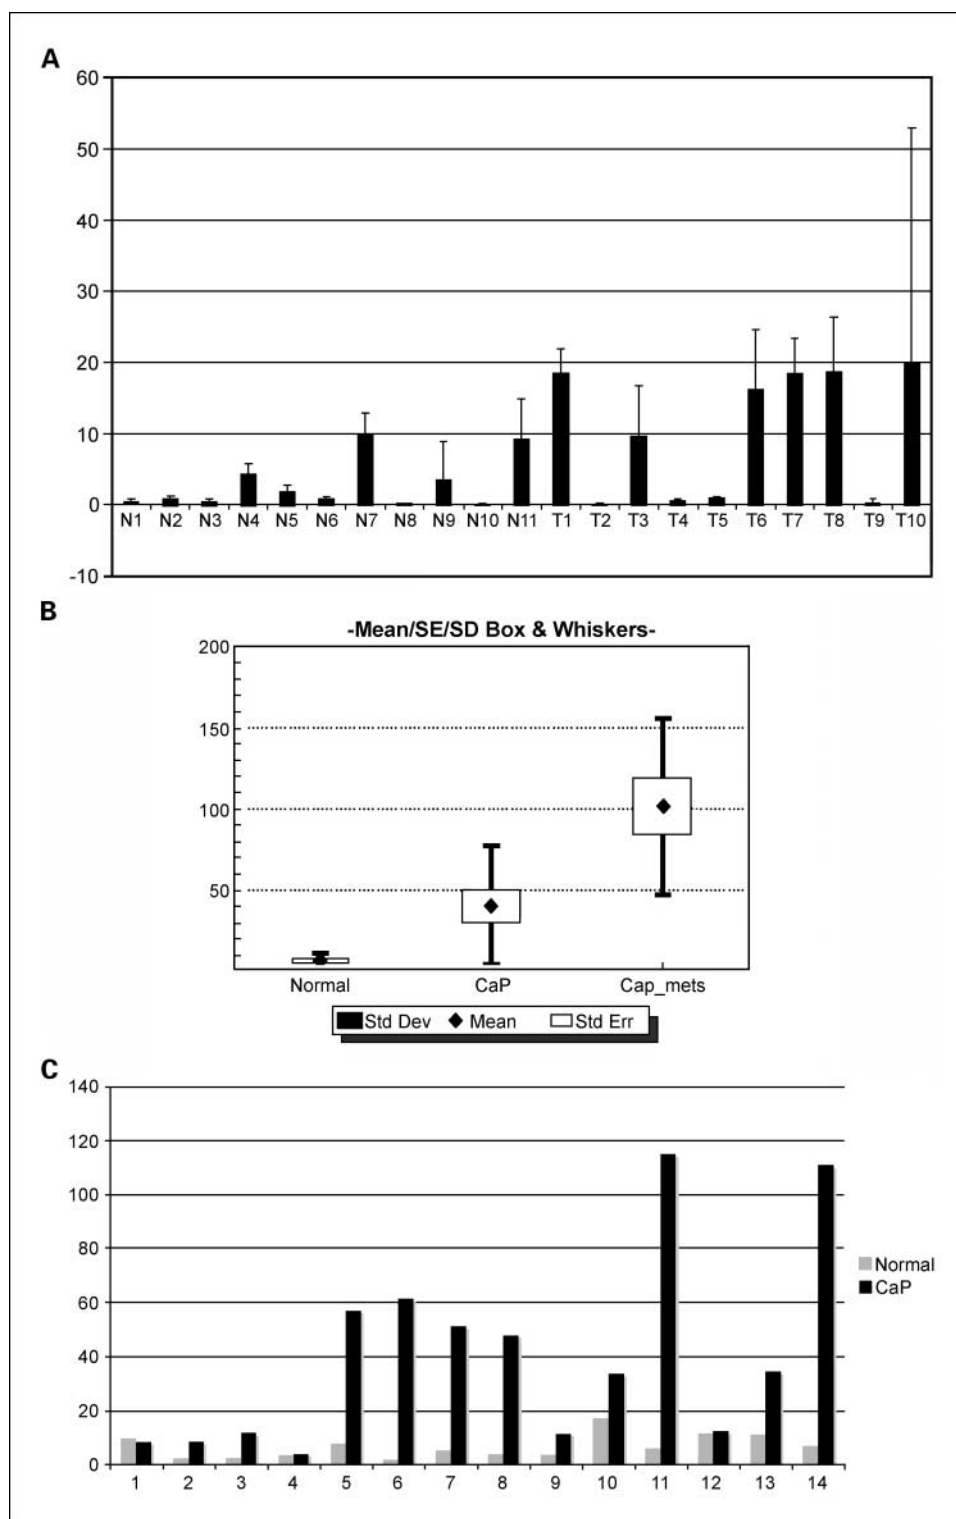 A
60
50
40
30
20
10
0
N1 N2 N3 N4 N5 N6 N7 N8 N9 N10 N11 T1 T2 T3 T4 T5 T6 T7 T8 T9 T10
-10
B
-Mean/SE/SD Box & Whiskers-
200
150
100
50
Normal CaP Cap_mets
Std Dev Mean Std Err
C
140
120
100
80
60
40
20
0
Normal
CaP
1 2 3 4 5 6 7 8 9 10 11 12 13 14